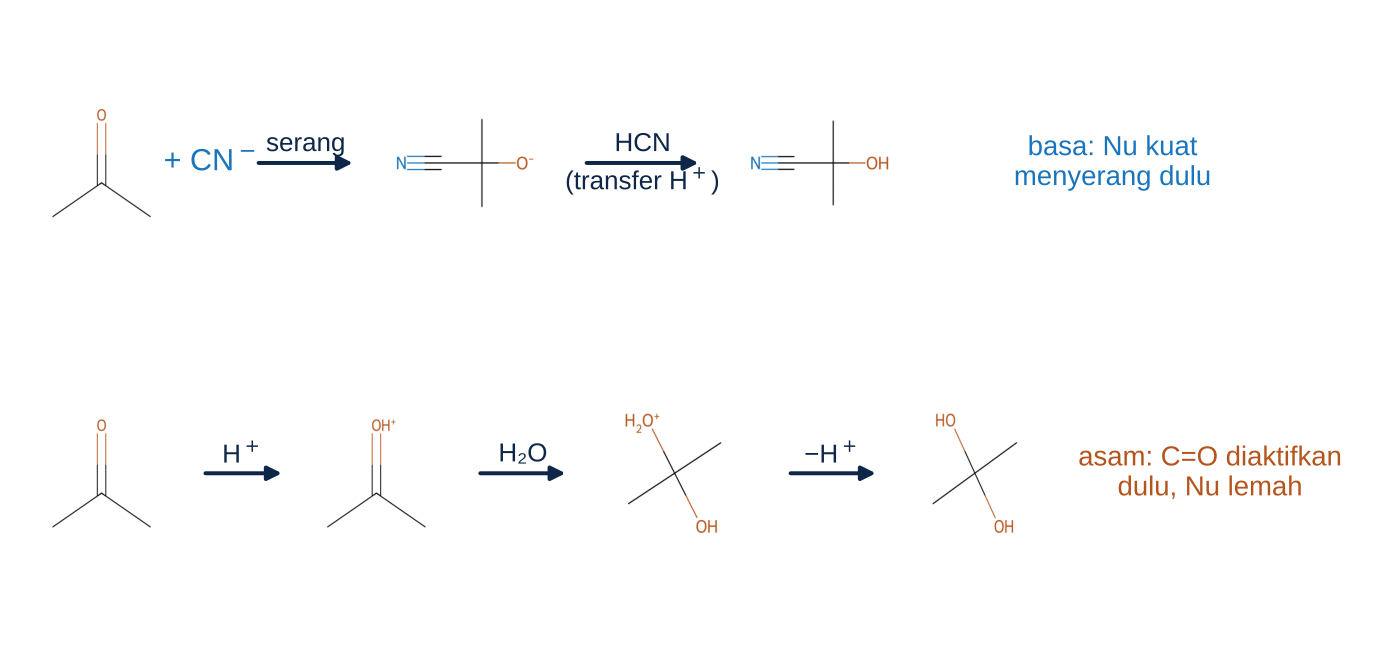 O
+ CN⁻
serang
N
O⁻
HCN
(transfer H⁺)
N
OH
basa: Nu kuat
menyerang dulu
O
H⁺
OH⁺
H₂O
H₂O⁺
OH
−H⁺
HO
OH
asam: C=O diaktifkan
dulu, Nu lemah